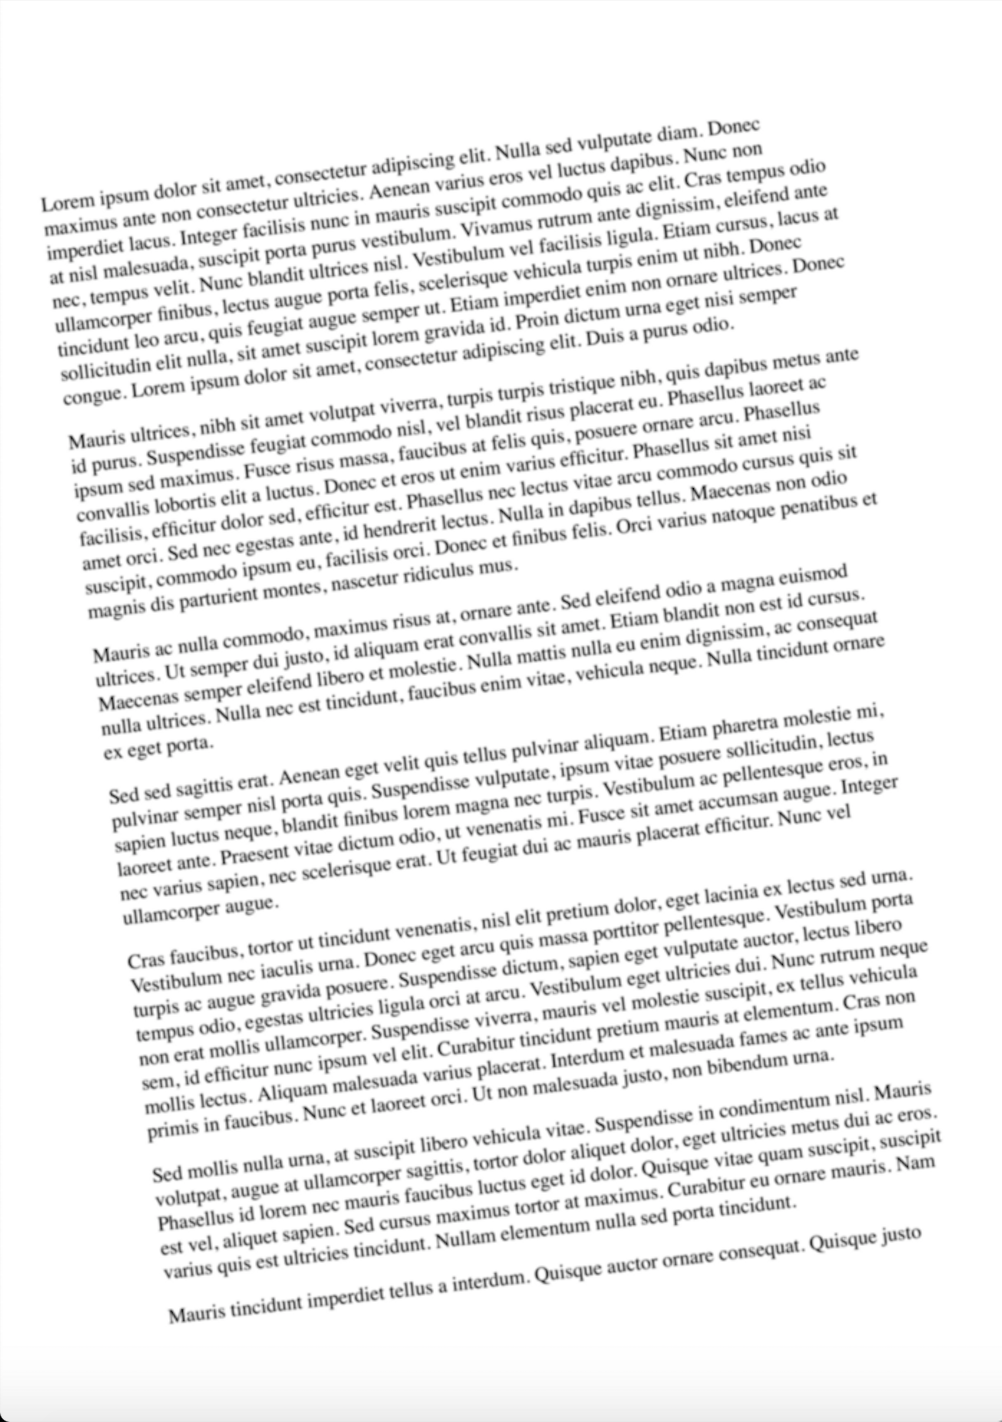 Lorem ipsum dolor sit amet, consectetur adipiscing elit. Nulla sed vulputate diam. Donec
maximus ante non consectetur ultricies. Aenean varius eros vel luctus dapibus. Nunc non
imperdiet lacus. Integer facilisis nunc in mauris suscipit commodo quis ac elit. Cras tempus odio
at nisl malesuada, suscipit porta purus vestibulum. Vivamus rutrum ante dignissim, eleifend ante
nec, tempus velit. Nunc blandit ultrices nisl. Vestibulum vel facilisis ligula. Etiam cursus, lacus at
ullamcorper finibus, lectus augue porta felis, scelerisque vehicula turpis enim ut nibh. Donec
tincidunt leo arcu, quis feugiat augue semper ut. Etiam imperdiet enim non ornare ultrices. Donec
sollicitudin elit nulla, sit amet suscipit lorem gravida id. Proin dictum urna eget nisi semper
congue. Lorem ipsum dolor sit amet, consectetur adipiscing elit. Duis a purus odio.
Mauris ultrices, nibh sit amet volutpat viverra, turpis turpis tristique nibh, quis dapibus metus ante
id purus. Suspendisse feugiat commodo nisl, vel blandit risus placerat eu. Phasellus laoreet ac
ipsum sed maximus. Fusce risus massa, faucibus at felis quis, posuere ornare arcu. Phasellus
convallis lobortis elit a luctus. Donec et eros ut enim varius efficitur. Phasellus sit amet nisi
facilisis, efficitur dolor sed, efficitur est. Phasellus nec lectus vitae arcu commodo cursus quis sit
amet orci. Sed nec egestas ante, id hendrerit lectus. Nulla in dapibus tellus. Maecenas non odio
suscipit, commodo ipsum eu, facilisis orci. Donec et finibus felis. Orci varius natoque penatibus et
magnis dis parturient montes, nascetur ridiculus mus.
Mauris ac nulla commodo, maximus risus at, ornare ante. Sed eleifend odio a magna euismod
ultrices. Ut semper dui justo, id aliquam erat convallis sit amet. Etiam blandit non est id cursus.
Maecenas semper eleifend libero et molestie. Nulla mattis nulla eu enim dignissim, ac consequat
nulla ultrices. Nulla nec est tincidunt, faucibus enim vitae, vehicula neque. Nulla tincidunt ornare
ex eget porta.
Sed sed sagittis erat. Aenean eget velit quis tellus pulvinar aliquam. Etiam pharetra molestie mi,
pulvinar semper nisl porta quis. Suspendisse vulputate, ipsum vitae posuere sollicitudin, lectus
sapien luctus neque, blandit finibus lorem magna nec turpis. Vestibulum ac pellentesque eros, in
laoreet ante. Praesent vitae dictum odio, ut venenatis mi. Fusce sit amet accumsan augue. Integer
nec varius sapien, nec scelerisque erat. Ut feugiat dui ac mauris placerat efficitur. Nunc vel
ullamcorper augue.
Cras faucibus, tortor ut tincidunt venenatis, nisl elit pretium dolor, eget lacinia ex lectus sed urna.
Vestibulum nec iaculis urna. Donec eget arcu quis massa porttitor pellentesque. Vestibulum porta
turpis ac augue gravida posuere. Suspendisse dictum, sapien eget vulputate auctor, lectus libero
tempus odio, egestas ultricies ligula orci at arcu. Vestibulum eget ultricies dui. Nunc rutrum neque
non erat mollis ullamcorper. Suspendisse viverra, mauris vel molestie suscipit, ex tellus vehicula
sem, id efficitur nunc ipsum vel elit. Curabitur tincidunt pretium mauris at elementum. Cras non
mollis lectus. Aliquam malesuada varius placerat. Interdum et malesuada fames ac ante ipsum
primis in faucibus. Nunc et laoreet orci. Ut non malesuada justo, non bibendum urna.
Sed mollis nulla urna, at suscipit libero vehicula vitae. Suspendisse in condimentum nisl. Mauris
volutpat, augue at ullamcorper sagittis, tortor dolor aliquet dolor, eget ultricies metus dui ac eros.
Phasellus id lorem nec mauris faucibus luctus eget id dolor. Quisque vitae quam suscipit, suscipit
est vel, aliquet sapien. Sed cursus maximus tortor at maximus. Curabitur eu ornare mauris. Nam
varius quis est ultricies tincidunt. Nullam elementum nulla sed porta tincidunt.
Mauris tincidunt imperdiet tellus a interdum. Quisque auctor ornare consequat. Quisque justo